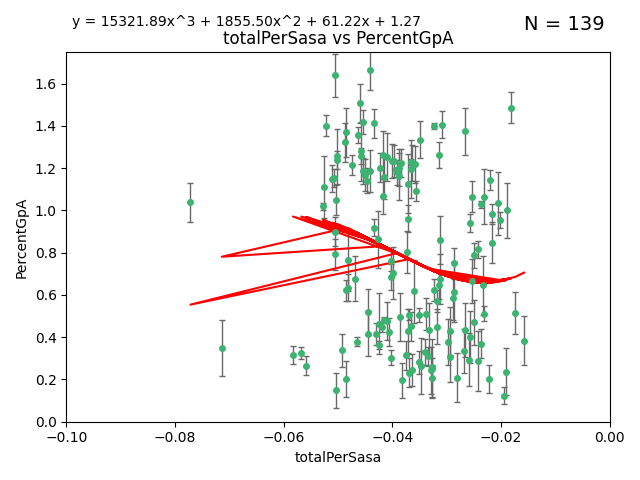 y = 15321.89x^3 + 1855.50x^2 + 61.22x + 1.27
N = 139
totalPerSasa vs PercentGpA
PercentGpA
1.6
1.4
1.2
1.0
0.8
0.6
0.4
0.2
0.0
−0.10 −0.08 −0.06 −0.04 −0.02 0.00
totalPerSasa